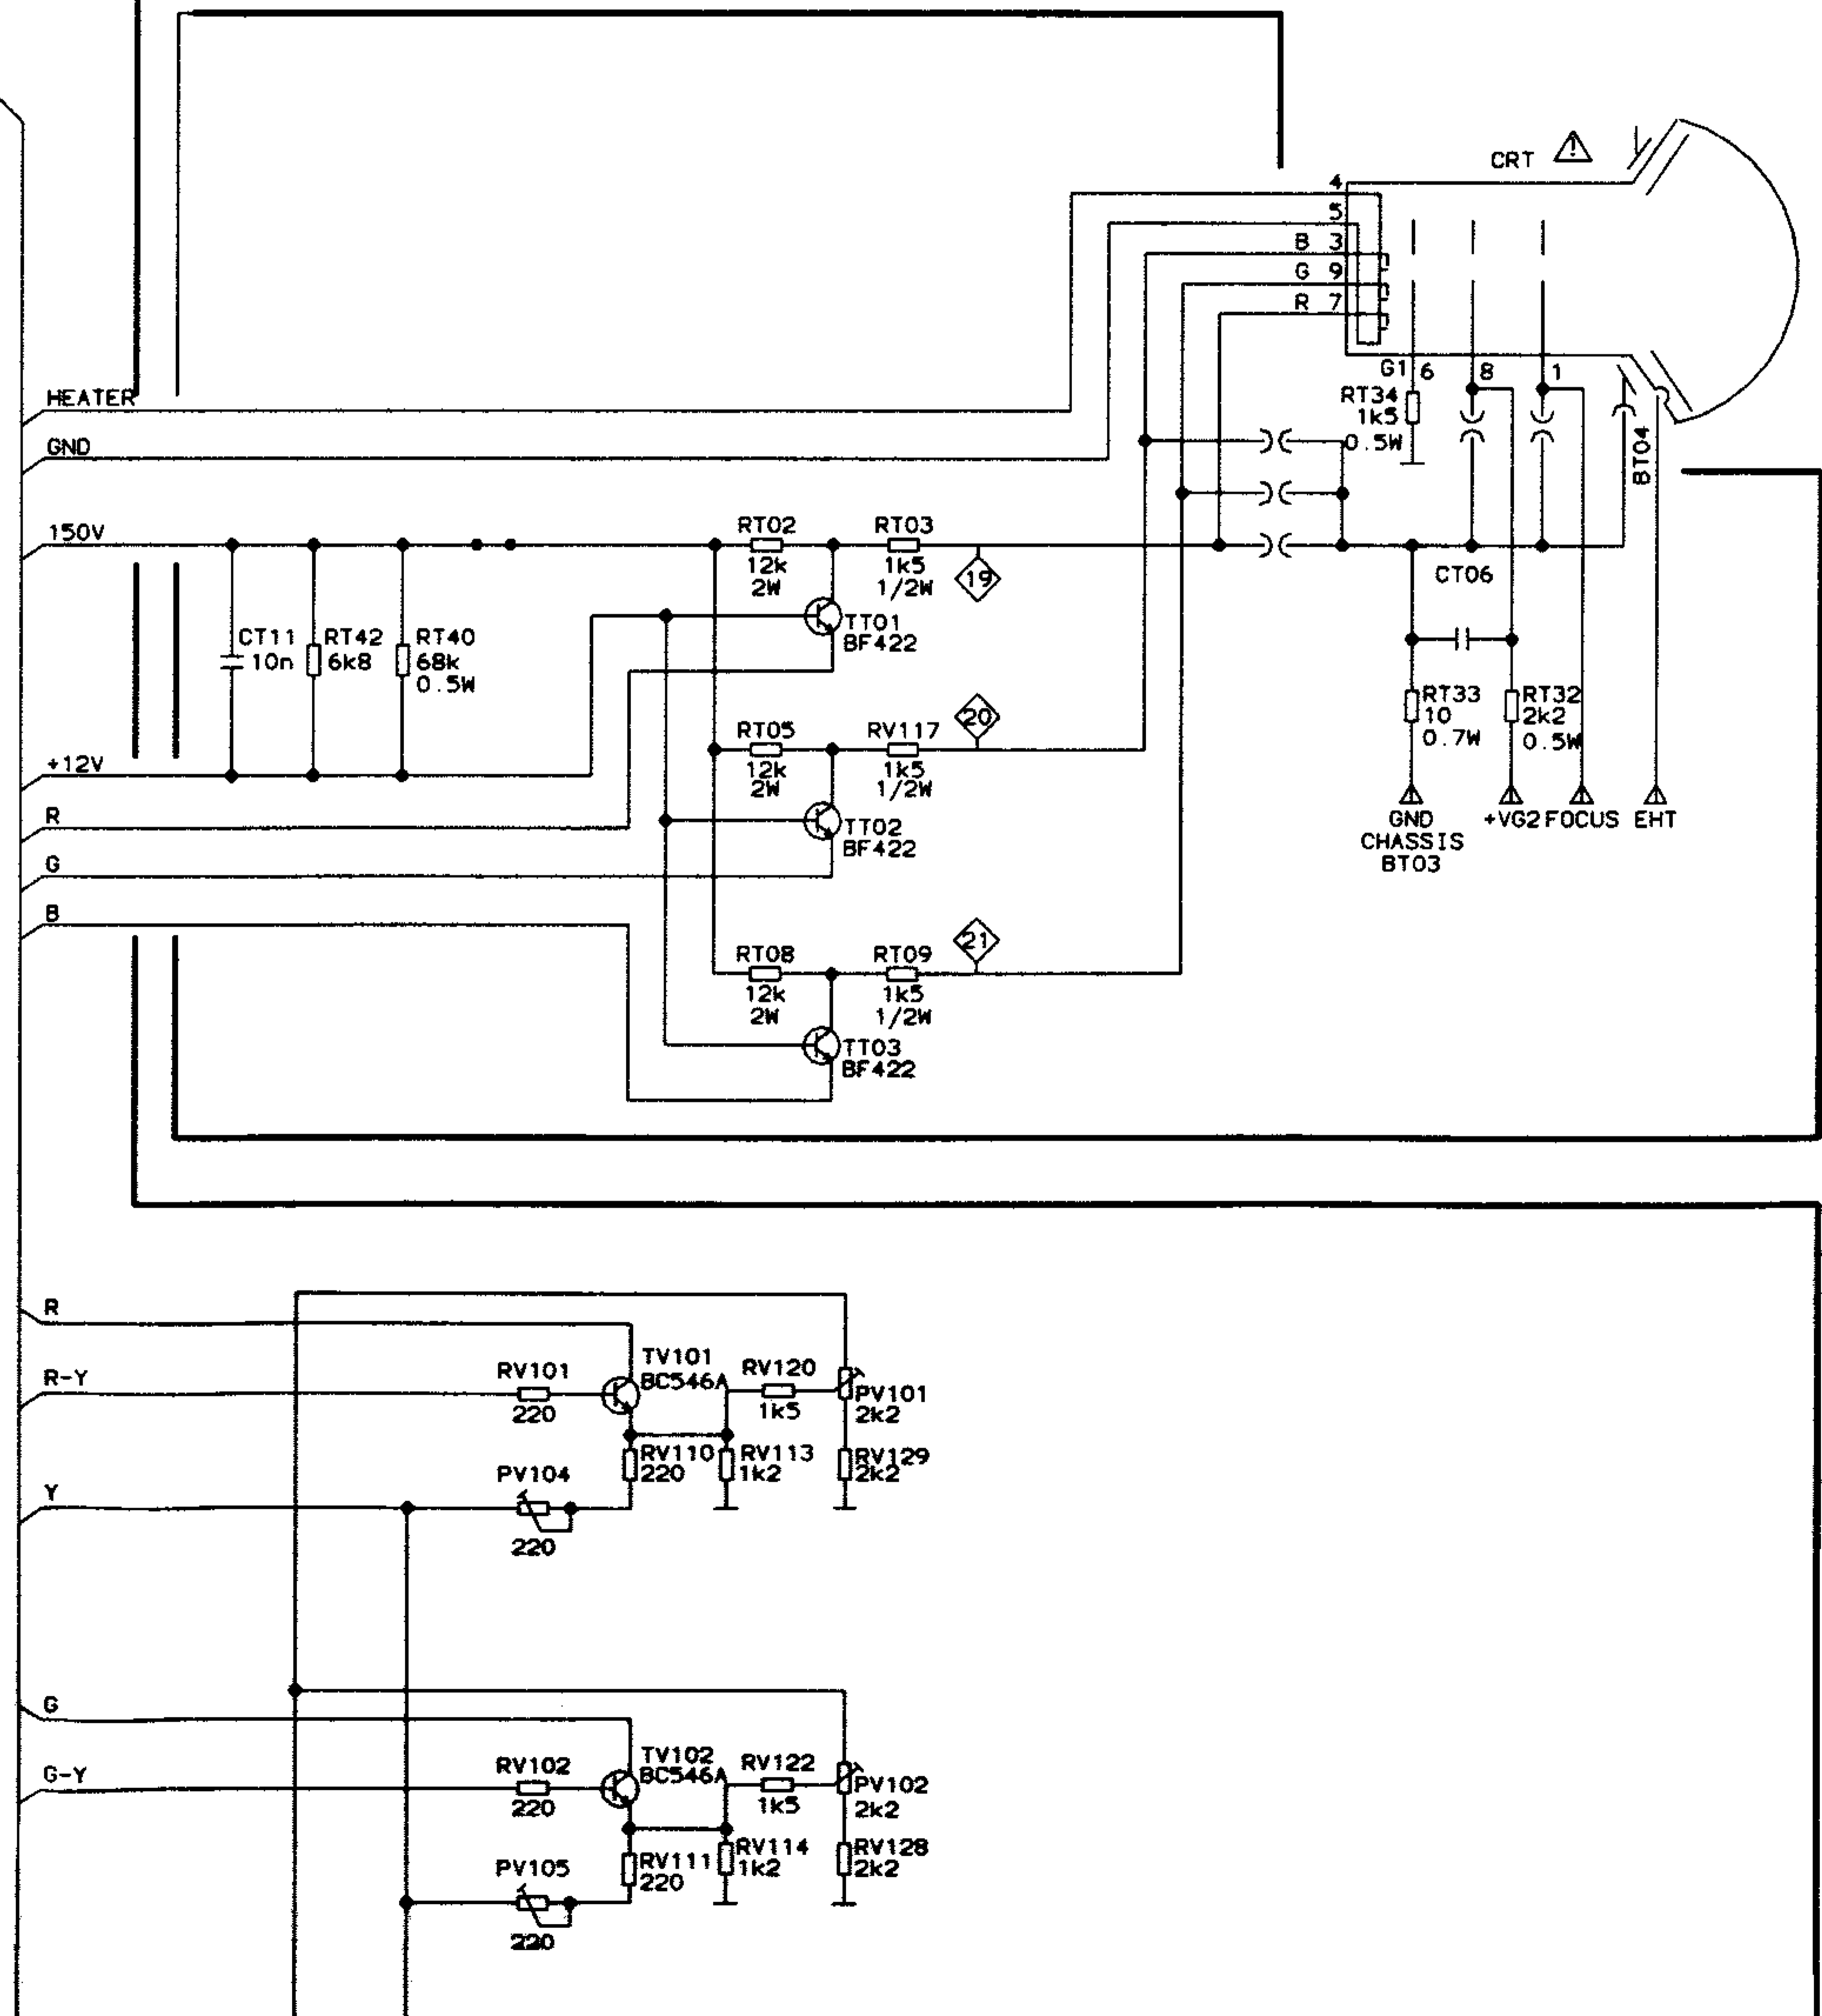 CRT
4
5
B 3
G 9
R 7
G1 6
8
1
HEATER
RT34
1k5
0.5W
GND
BT04
150V
RT02
12k
2W
RT03
1k5
1/2W
19
CT06
TT01
BF422
CT11
10n
RT42
6k8
RT40
68k
0.5W
RT33
10
0.7W
RT32
2k2
0.5W
20
RT05
12k
2W
RV117
1k5
1/2W
+12V
R
TT02
BF422
GND
CHASSIS
BT03
+VG2
FOCUS
EHT
G
B
21
RT08
12k
2W
RT09
1k5
1/2W
TT03
BF422
R
R-Y
RV101
220
TV101
BC546A
RV120
1k5
PV101
2k2
RV110
220
RV113
1k2
RV129
2k2
Y
PV104
220
G
G-Y
RV102
220
TV102
BC546A
RV122
1k5
PV102
2k2
RV111
220
RV114
1k2
RV128
2k2
PV105
220